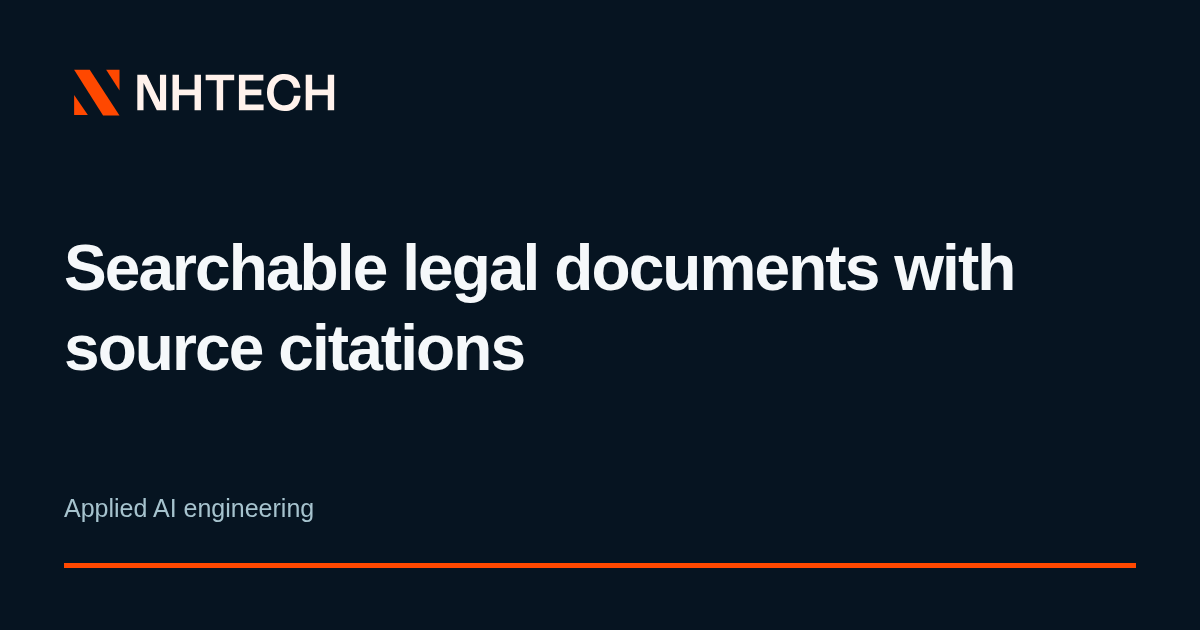 NHTECH
Searchable legal documents with
source citations
Applied AI engineering